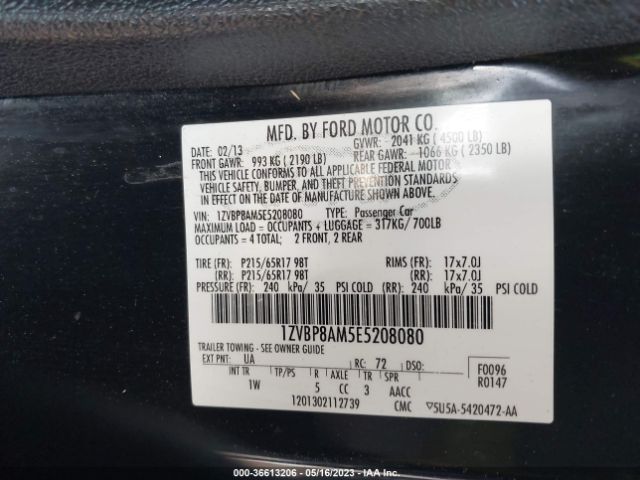 MFD. BY FORD MOTOR CO.
DATE: 02/13 GVWR: 2041 KG (4500 LB)
FRONT GAWR: 993 KG (2190 LB) REAR GAWR: 1066 KG (2350 LB)
THIS VEHICLE CONFORMS TO ALL APPLICABLE FEDERAL MOTOR
VEHICLE SAFETY, BUMPER, AND THEFT PREVENTION STANDARDS
IN EFFECT ON THE DATE OF MANUFACTURE SHOWN ABOVE.
VIN: 1ZVBP8AM5E5208080 TYPE: Passenger Car
MAXIMUM LOAD = OCCUPANTS + LUGGAGE = 317KG/ 700LB
OCCUPANTS = 4 TOTAL; 2 FRONT, 2 REAR
TIRE (FR): P215/65R17 98T RIMS (FR): 17x7.0J
(RR): P215/65R17 98T (RR): 17x7.0J
PRESSURE (FR): 240 kPa/ 35 PSI COLD (RR): 240 kPa/ 35 PSI COLD
1ZVBP8AM5E5208080
TRAILER TOWING - SEE OWNER GUIDE
EXT PNT: UA RC: 72 DSO: F0096
INT TR TP/PS R AXLE TR SPR R0147
1W 5 CC 3 AACC
1201302112739 CMC ▽5U5A-5420472-AA
000-36613206 - 05/16/2023 - IAA Inc.